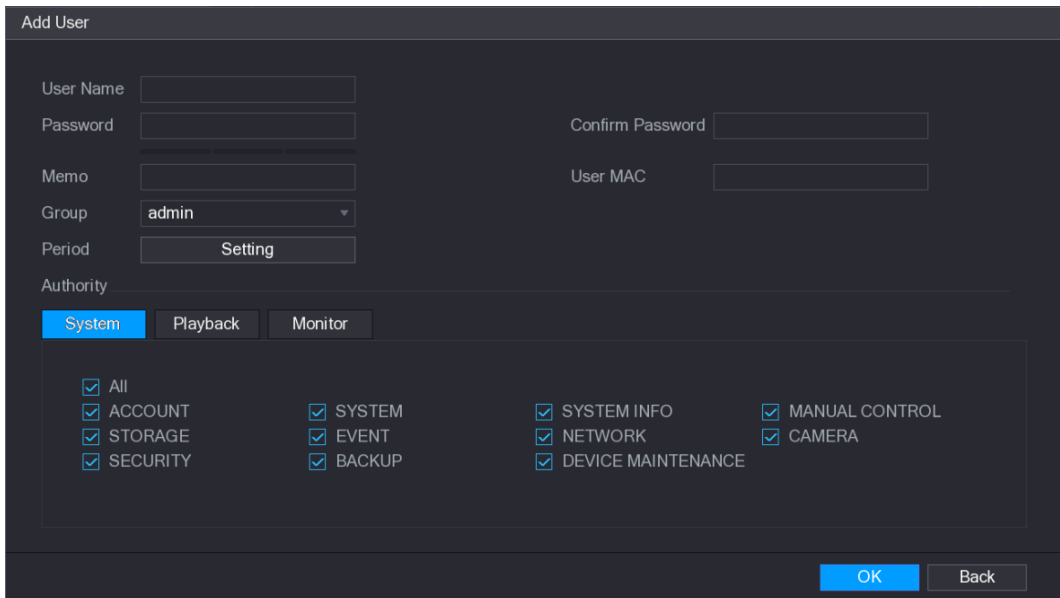 Add User
User Name
Password Confirm Password
Memo User MAC
Group admin
Period Setting
Authority
System Playback Monitor
All
ACCOUNT SYSTEM SYSTEM INFO MANUAL CONTROL
STORAGE EVENT NETWORK CAMERA
SECURITY BACKUP DEVICE MAINTENANCE
OK Back